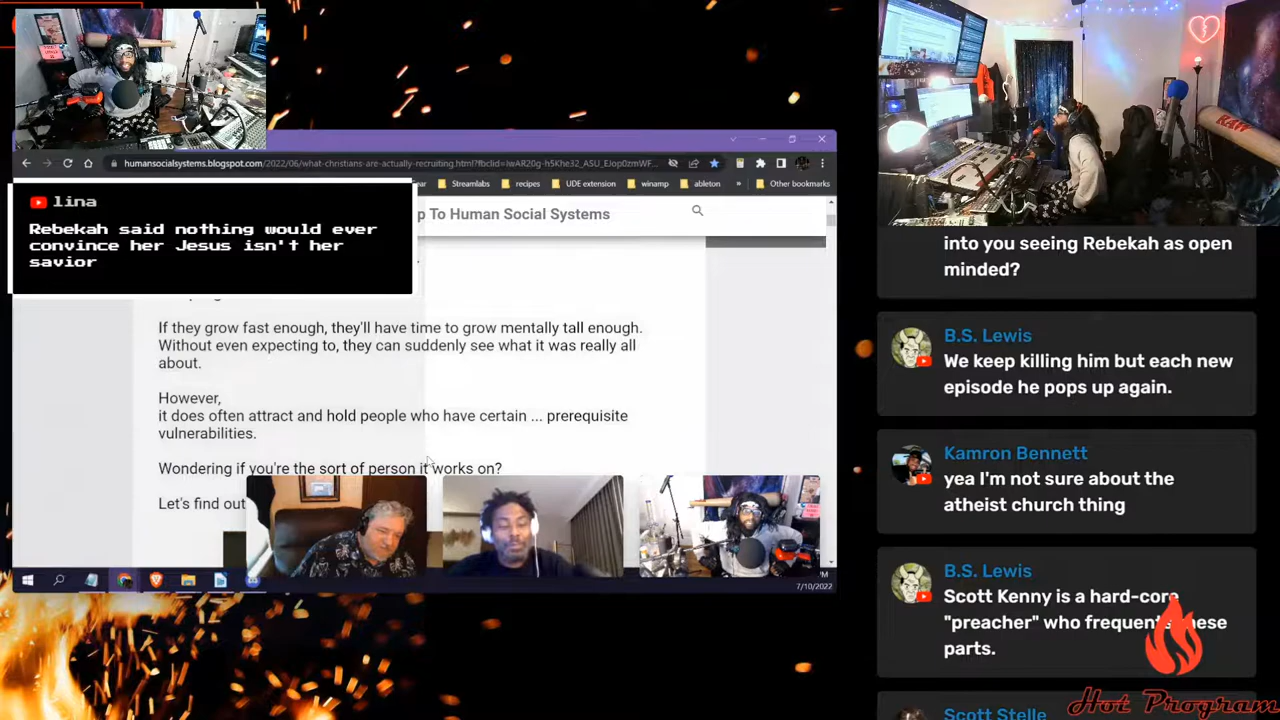 humansocialsystems.blogspot.com/2022/06/what-christians-are-actually-recruiting.html?fbclid=IwAR20g-h5Khe32_ASU_EJop0zmWF...
Streamlabs
recipes
UDE extension
winamp
ableton
»
Other bookmarks
lina
Rebekah said nothing would ever
convince her Jesus isn't her
savior
p To Human Social Systems
If they grow fast enough, they'll have time to grow mentally tall enough.
Without even expecting to, they can suddenly see what it was really all
about.
However,
it does often attract and hold people who have certain ... prerequisite
vulnerabilities.
Wondering if you're the sort of person it works on?
Let's find out
7/10/2022
RAW
into you seeing Rebekah as open
minded?
B.S. Lewis
We keep killing him but each new
episode he pops up again.
Kamron Bennett
yea I'm not sure about the
atheist church thing
B.S. Lewis
Scott Kenny is a hard-core
"preacher" who frequents these
parts.
Scott Stelle
Hot Program